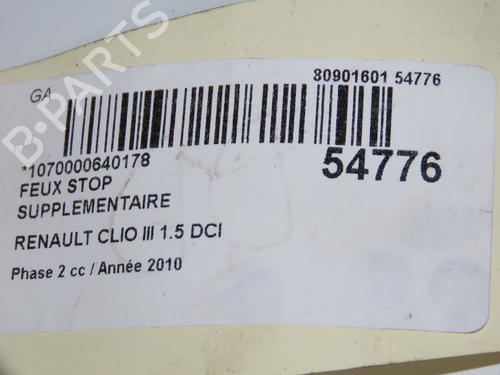 B-PARTS
GA
80901601 54776
*1070000640178
54776
FEUX STOP
SUPPLEMENTAIRE
RENAULT CLIO III 1.5 DCI
Phase 2 cc / Année 2010